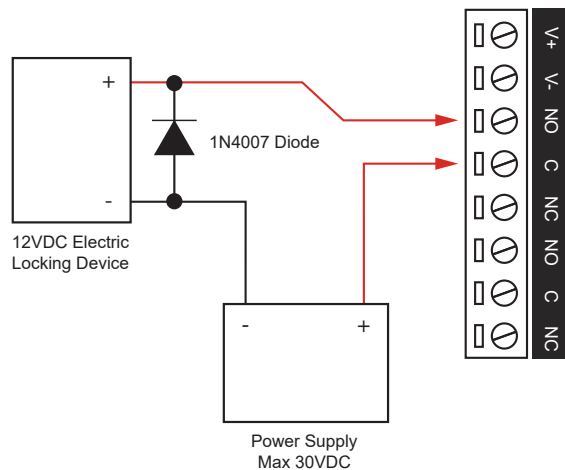 +
-
1N4007 Diode
12VDC Electric
Locking Device
-
+
Power Supply
Max 30VDC
V+
V-
NO
C
NC
NO
C
NC